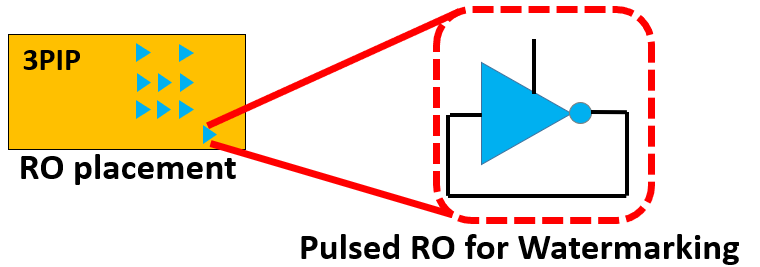 3PIP
RO placement
Pulsed RO for Watermarking